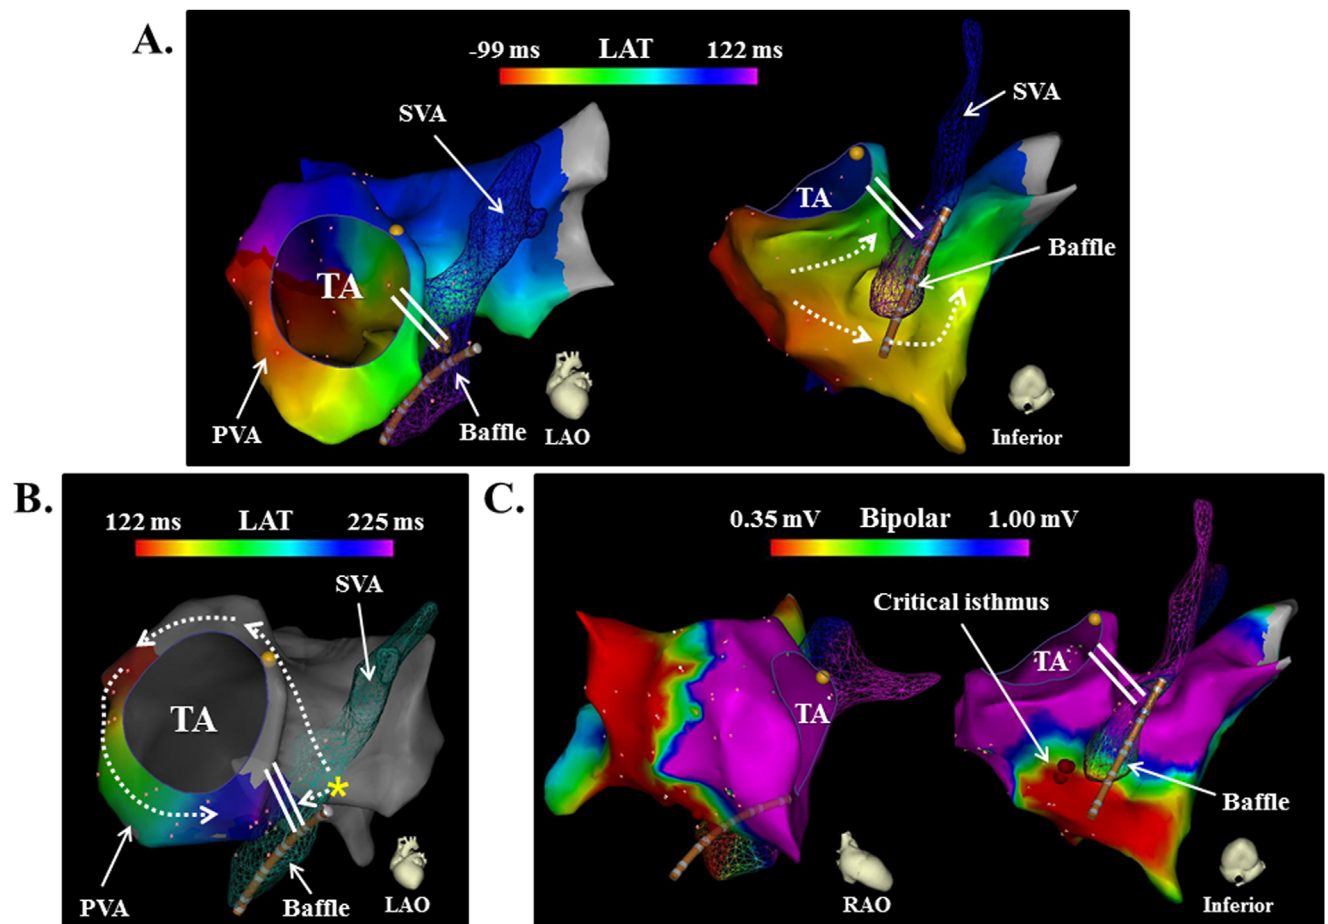 A.
-99 ms LAT 122 ms
SVA
SVA
TA
TA
Baffle
PVA
Baffle
LAO
Inferior
B.
122 ms LAT 225 ms
SVA
TA
*
PVA
Baffle
LAO
C.
0.35 mV Bipolar 1.00 mV
Critical isthmus
TA
TA
Baffle
RAO
Inferior